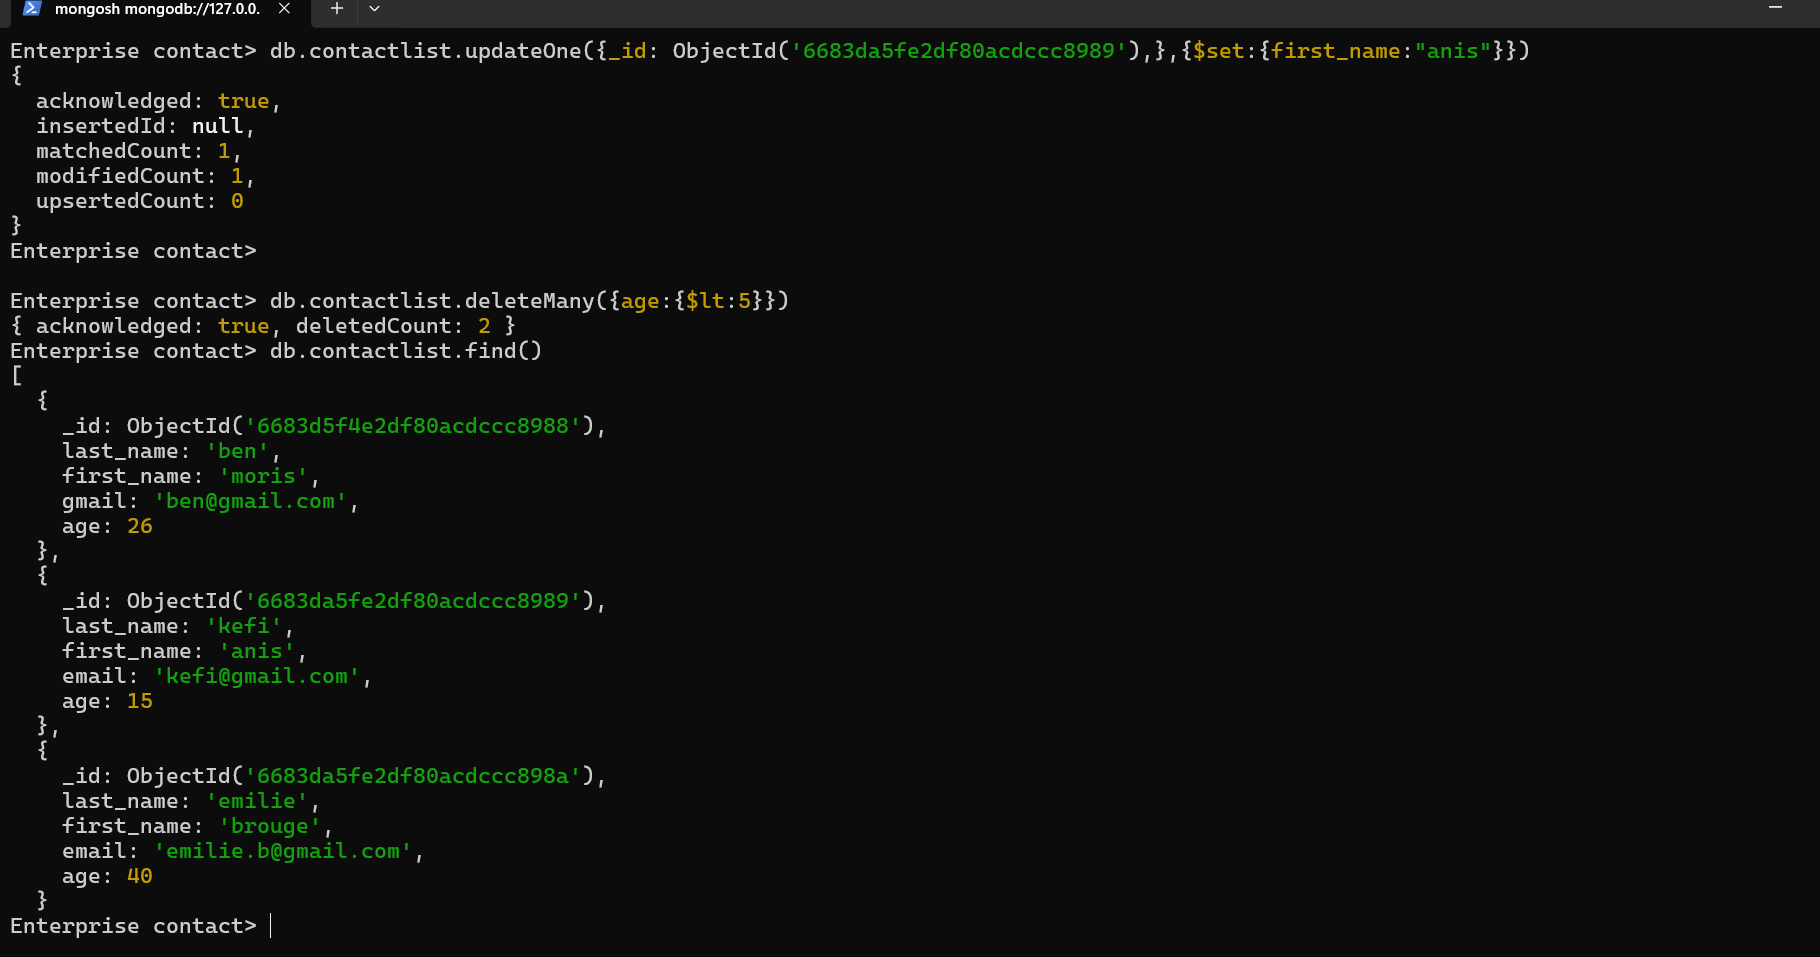 mongosh mongodb://127.0.0.
Enterprise contact> db.contactlist.updateOne({_id: ObjectId('6683da5fe2df80acdccc8989'),},{$set:{first_name:"anis"}})
{
  acknowledged: true,
  insertedId: null,
  matchedCount: 1,
  modifiedCount: 1,
  upsertedCount: 0
}
Enterprise contact>
Enterprise contact> db.contactlist.deleteMany({age:{$lt:5}})
{ acknowledged: true, deletedCount: 2 }
Enterprise contact> db.contactlist.find()
[
  {
    _id: ObjectId('6683d5f4e2df80acdccc8988'),
    last_name: 'ben',
    first_name: 'moris',
    gmail: 'ben@gmail.com',
    age: 26
  },
  {
    _id: ObjectId('6683da5fe2df80acdccc8989'),
    last_name: 'kefi',
    first_name: 'anis',
    email: 'kefi@gmail.com',
    age: 15
  },
  {
    _id: ObjectId('6683da5fe2df80acdccc898a'),
    last_name: 'emilie',
    first_name: 'brouge',
    email: 'emilie.b@gmail.com',
    age: 40
  }
Enterprise contact>